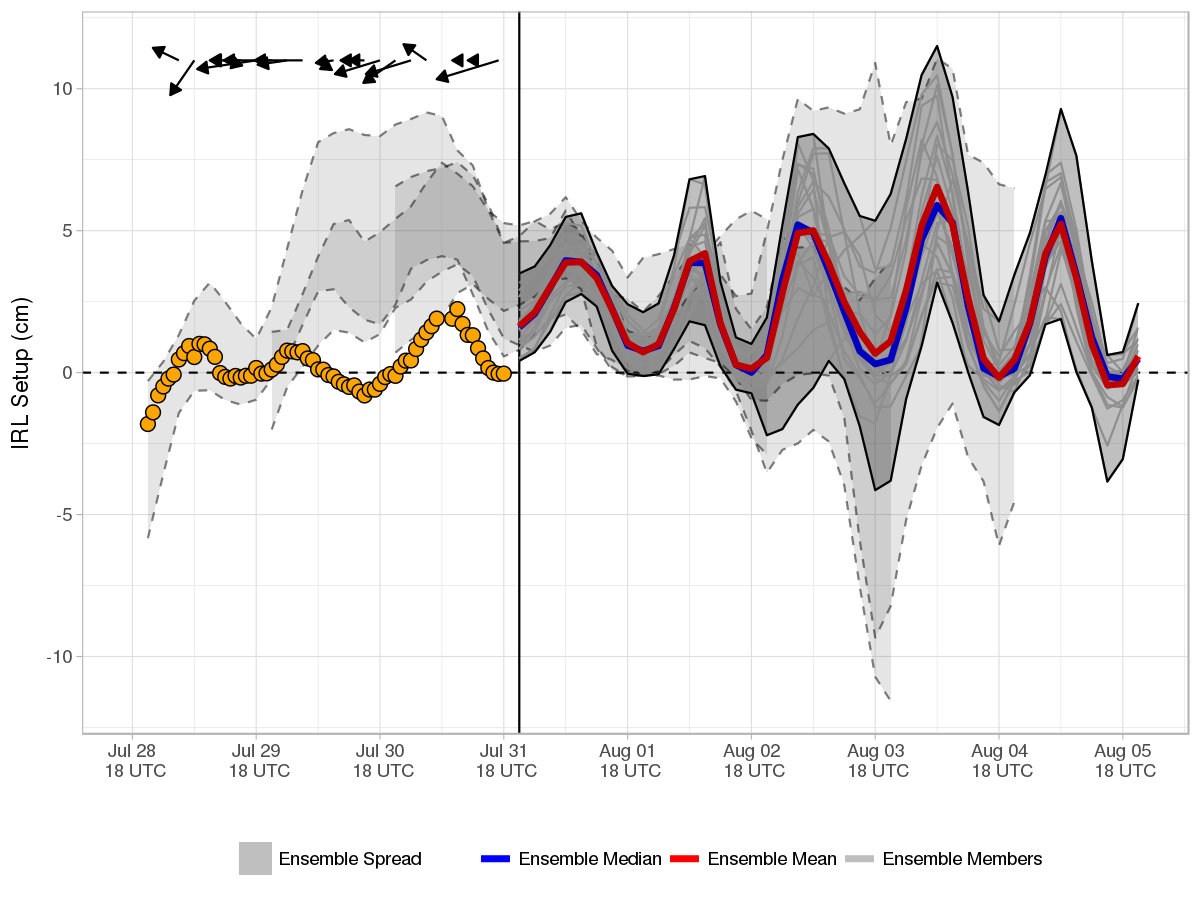 IRL Setup (cm)
10
5
0
-5
-10
Jul 28 Jul 29 Jul 30 Jul 31 Aug 01 Aug 02 Aug 03 Aug 04 Aug 05
18 UTC 18 UTC 18 UTC 18 UTC 18 UTC 18 UTC 18 UTC 18 UTC 18 UTC
Ensemble Spread Ensemble Median Ensemble Mean Ensemble Members